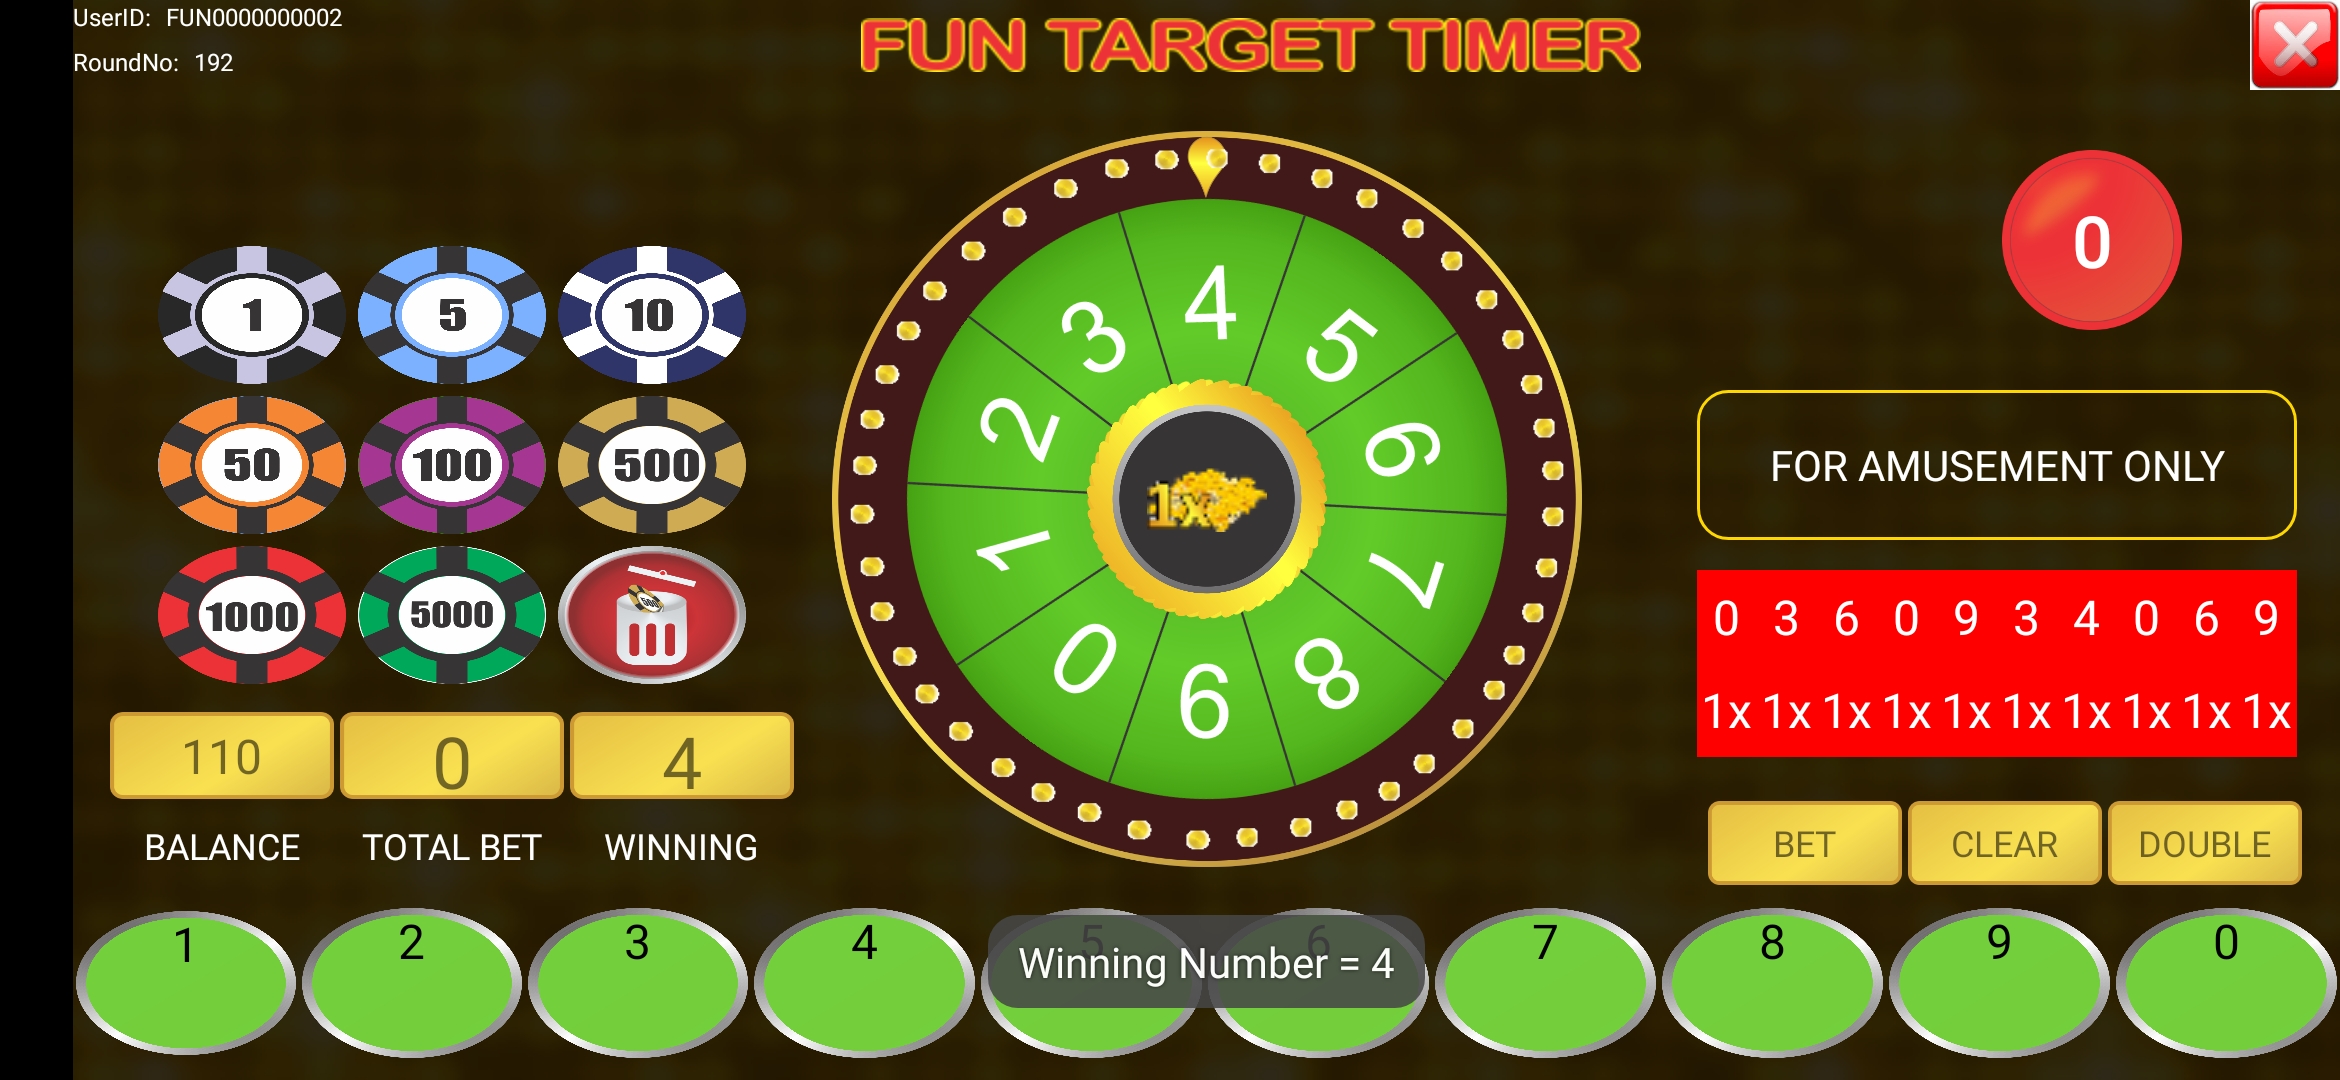 UserID: FUN0000000002
RoundNo: 192
FUN TARGET TIMER
0
1 5 10
50 100 500
1000 5000
500
4
5
6
7
8
9
0
1
2
3
1x
FOR AMUSEMENT ONLY
0 3 6 0 9 3 4 0 6 9
1x 1x 1x 1x 1x 1x 1x 1x 1x 1x
110 0 4
BALANCE TOTAL BET WINNING
BET CLEAR DOUBLE
1 2 3 4 5 6 7 8 9 0
Winning Number = 4